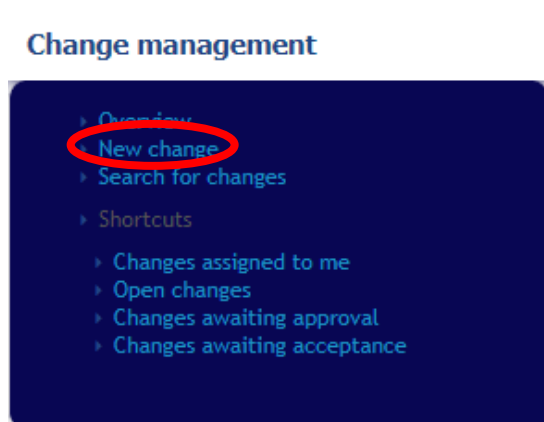 Change management
Overview
New change
Search for changes
Shortcuts
Changes assigned to me
Open changes
Changes awaiting approval
Changes awaiting acceptance